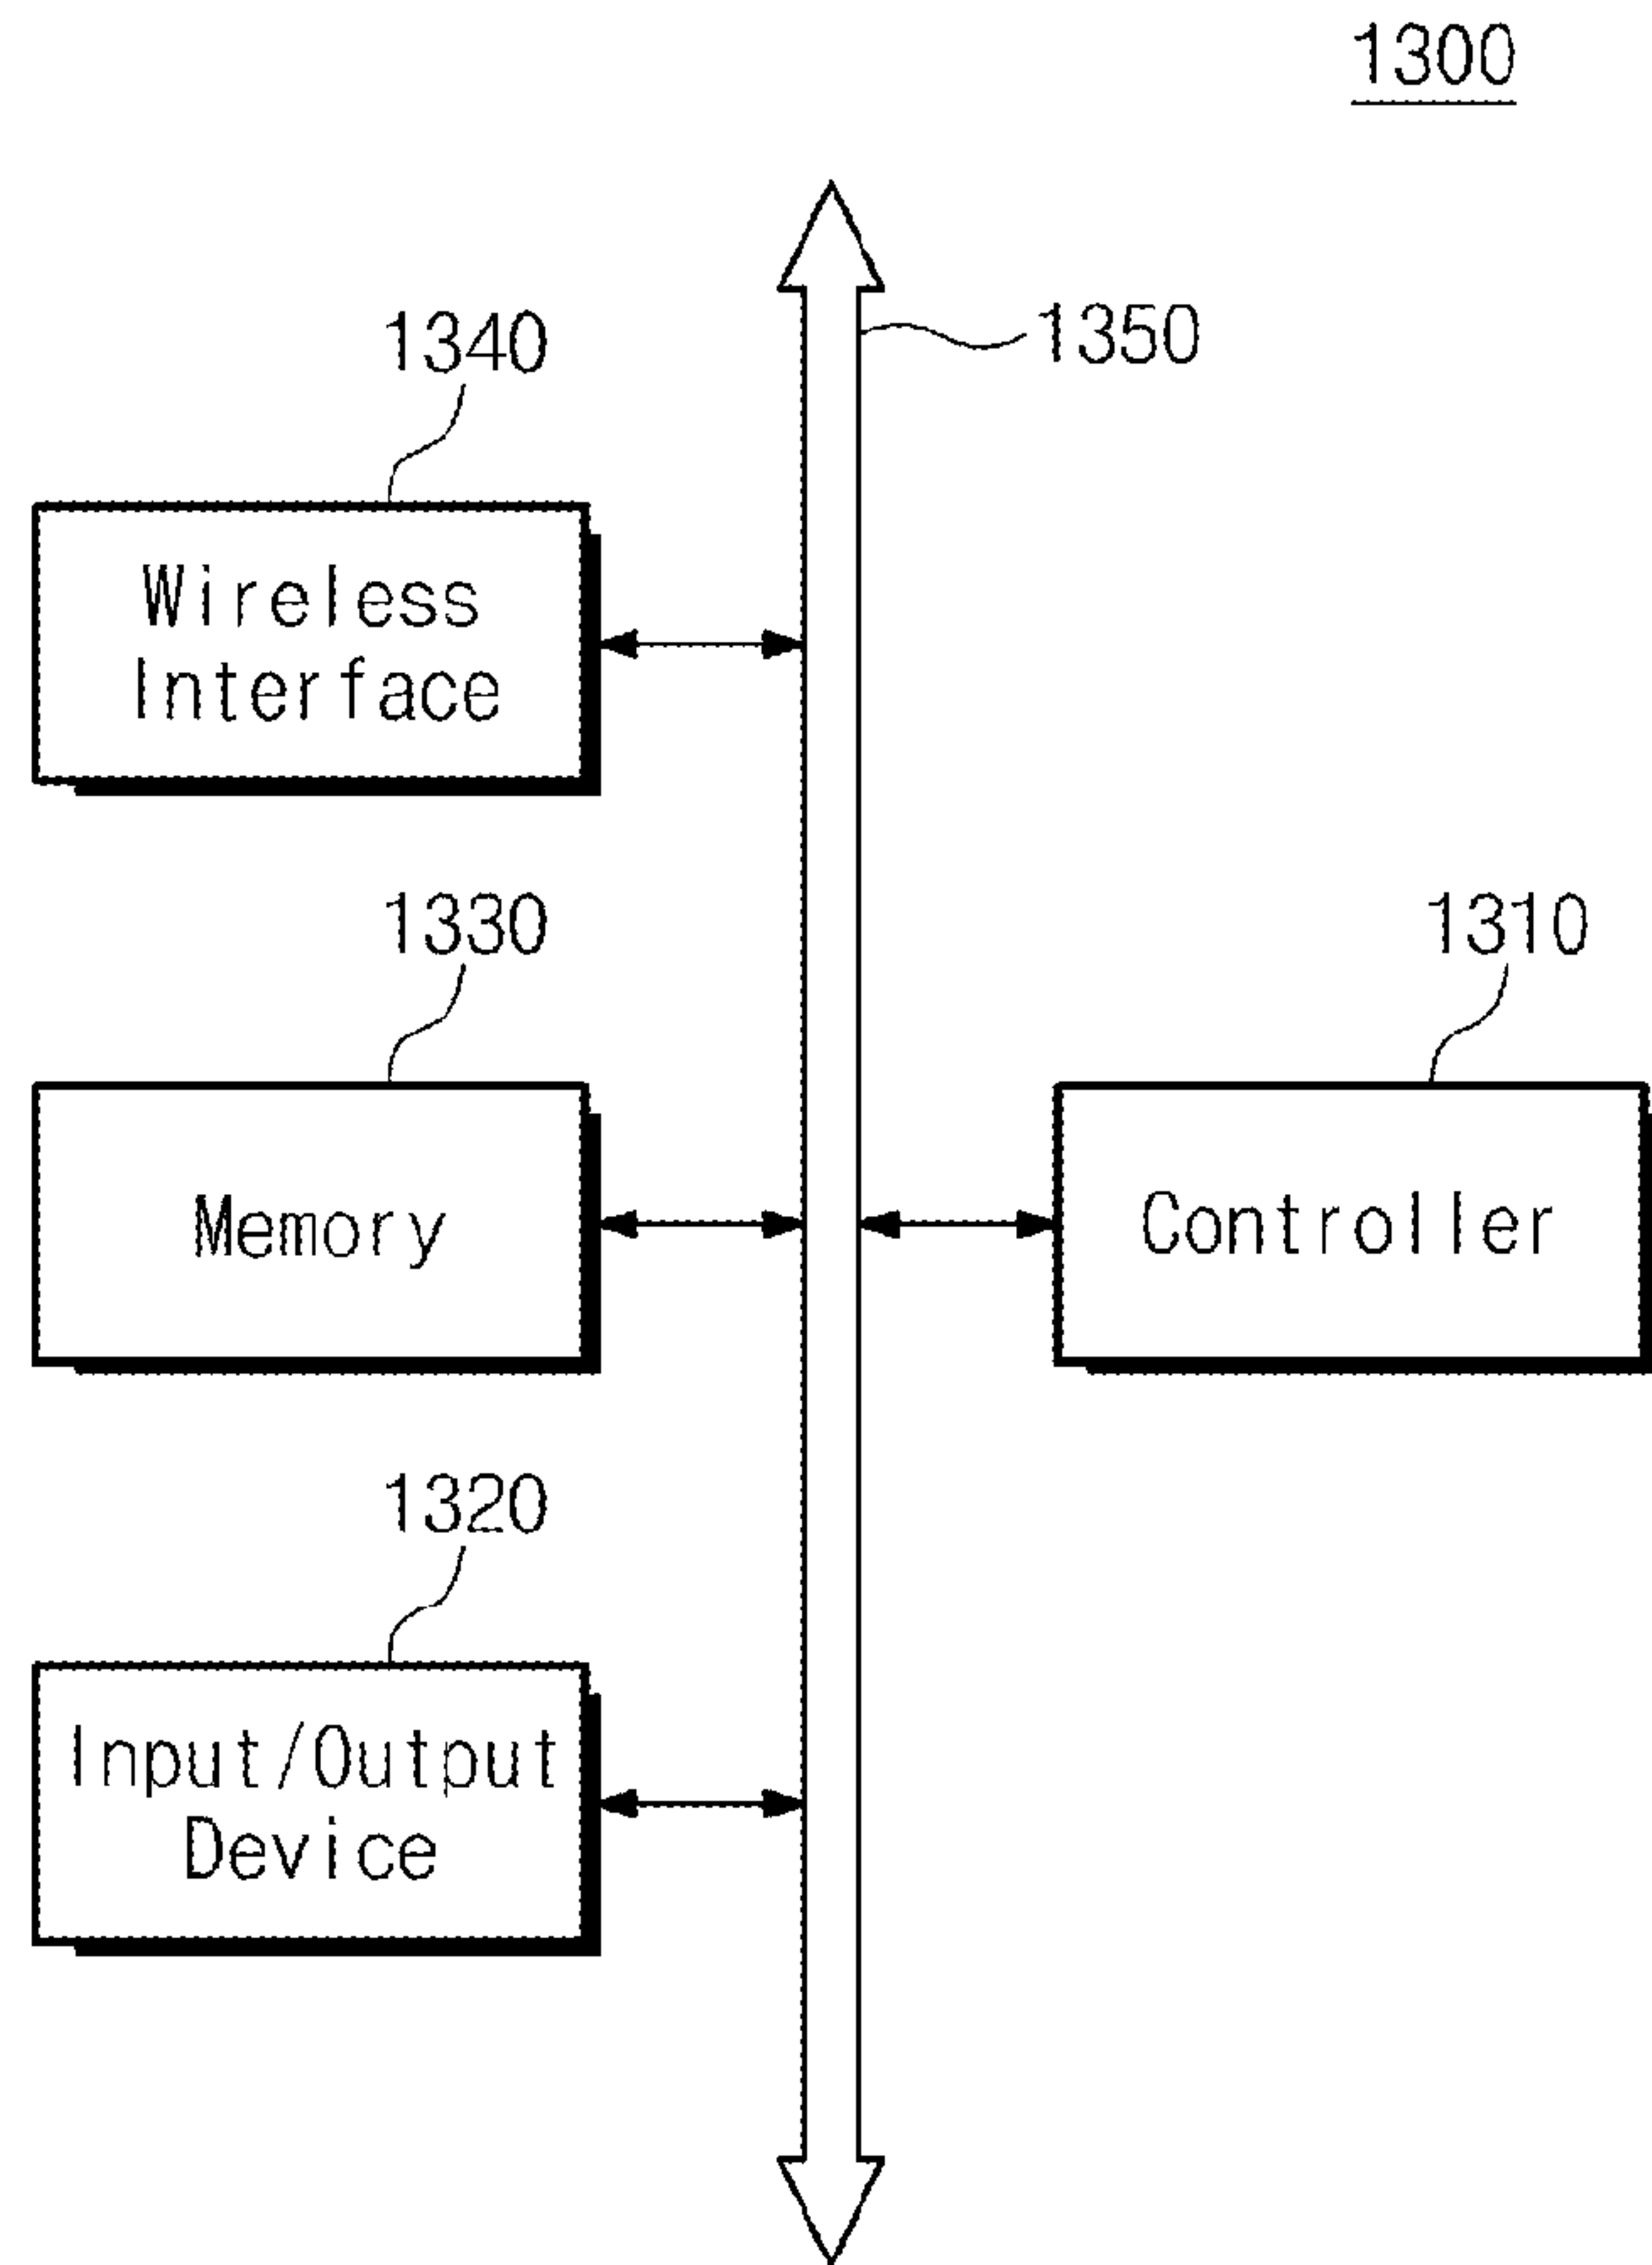 1300
1340
1350
Wireless
Interface
1330
1310
Memory
Controller
1320
Input/Output
Device